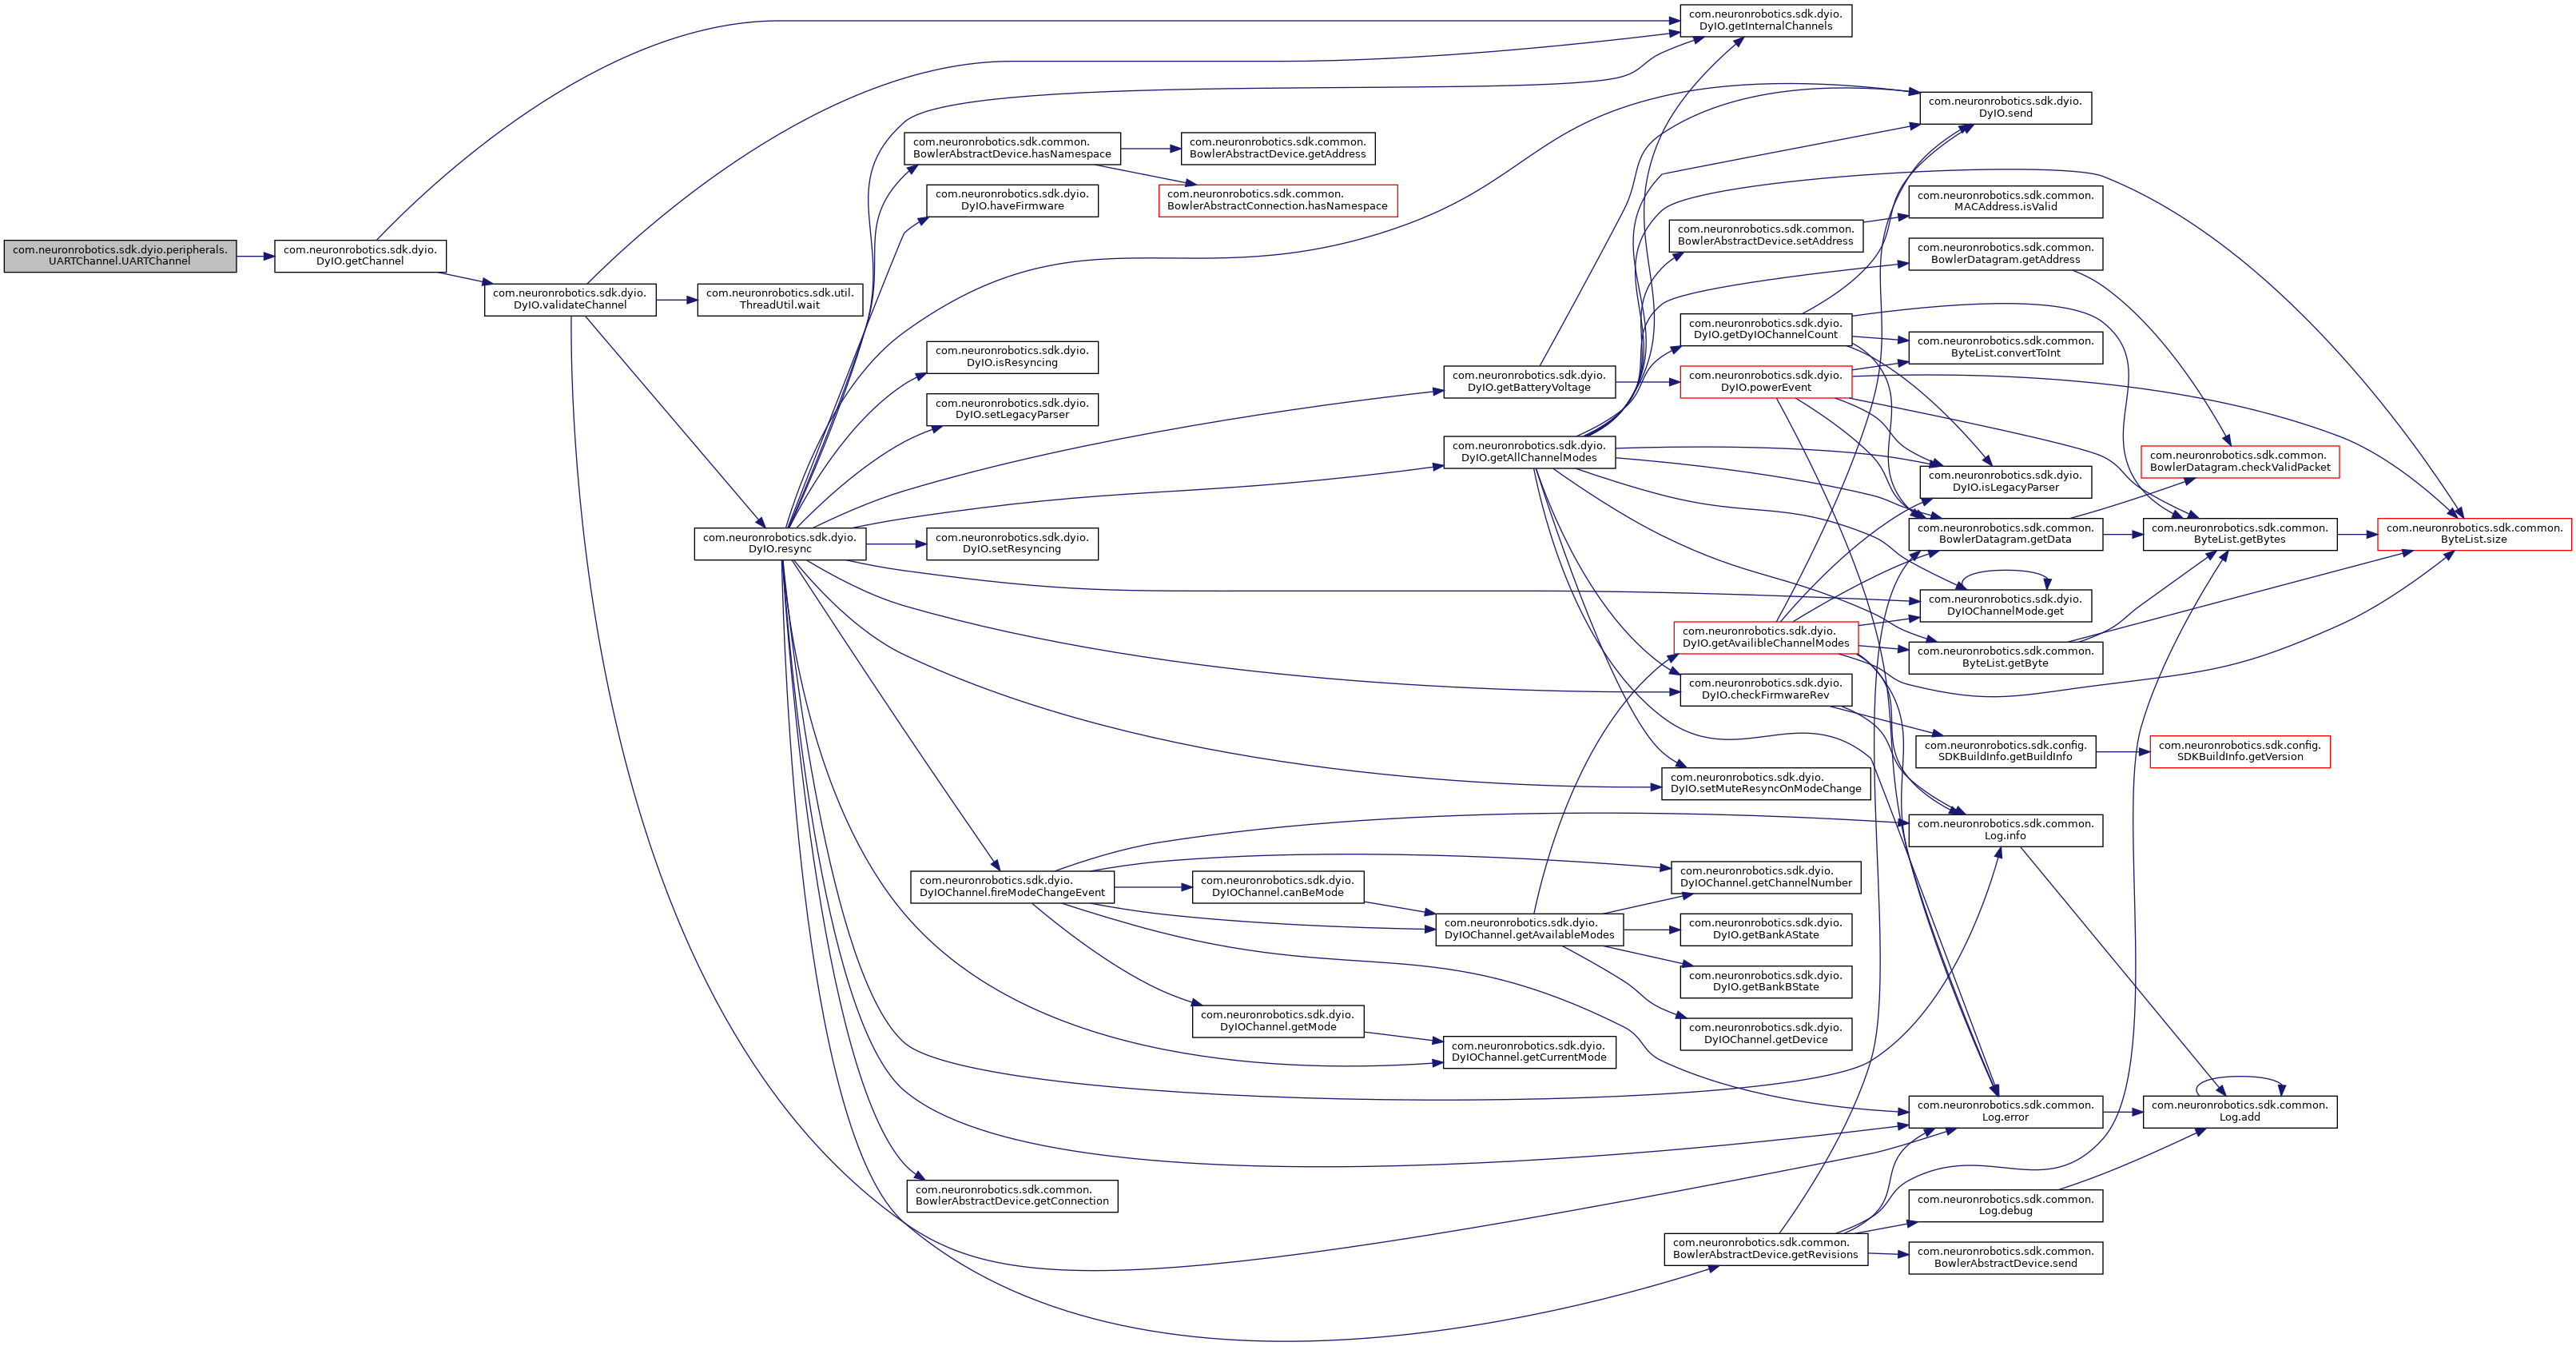 com.neuronrobotics.sdk.dyio.peripherals.
UARTChannel.UARTChannel
com.neuronrobotics.sdk.dyio.
DyIO.getChannel
com.neuronrobotics.sdk.dyio.
DyIO.validateChannel
com.neuronrobotics.sdk.util.
ThreadUtil.wait
com.neuronrobotics.sdk.dyio.
DyIO.resync
com.neuronrobotics.sdk.common.
BowlerAbstractDevice.hasNamespace
com.neuronrobotics.sdk.dyio.
DyIO.haveFirmware
com.neuronrobotics.sdk.dyio.
DyIO.isResyncing
com.neuronrobotics.sdk.dyio.
DyIO.setLegacyParser
com.neuronrobotics.sdk.dyio.
DyIO.setResyncing
com.neuronrobotics.sdk.dyio.
DyIOChannel.fireModeChangeEvent
com.neuronrobotics.sdk.common.
BowlerAbstractDevice.getConnection
com.neuronrobotics.sdk.common.
BowlerAbstractDevice.getAddress
com.neuronrobotics.sdk.common.
BowlerAbstractConnection.hasNamespace
com.neuronrobotics.sdk.dyio.
DyIOChannel.canBeMode
com.neuronrobotics.sdk.dyio.
DyIOChannel.getMode
com.neuronrobotics.sdk.dyio.
DyIO.getBatteryVoltage
com.neuronrobotics.sdk.dyio.
DyIO.getAllChannelModes
com.neuronrobotics.sdk.dyio.
DyIOChannel.getAvailableModes
com.neuronrobotics.sdk.dyio.
DyIOChannel.getCurrentMode
com.neuronrobotics.sdk.dyio.
DyIO.getInternalChannels
com.neuronrobotics.sdk.common.
BowlerAbstractDevice.setAddress
com.neuronrobotics.sdk.dyio.
DyIO.getDyIOChannelCount
com.neuronrobotics.sdk.dyio.
DyIO.powerEvent
com.neuronrobotics.sdk.dyio.
DyIO.getAvailibleChannelModes
com.neuronrobotics.sdk.dyio.
DyIO.checkFirmwareRev
com.neuronrobotics.sdk.dyio.
DyIO.setMuteResyncOnModeChange
com.neuronrobotics.sdk.dyio.
DyIOChannel.getChannelNumber
com.neuronrobotics.sdk.dyio.
DyIO.getBankAState
com.neuronrobotics.sdk.dyio.
DyIO.getBankBState
com.neuronrobotics.sdk.dyio.
DyIOChannel.getDevice
com.neuronrobotics.sdk.common.
BowlerAbstractDevice.getRevisions
com.neuronrobotics.sdk.dyio.
DyIO.send
com.neuronrobotics.sdk.common.
MACAddress.isValid
com.neuronrobotics.sdk.common.
BowlerDatagram.getAddress
com.neuronrobotics.sdk.common.
ByteList.convertToInt
com.neuronrobotics.sdk.dyio.
DyIO.isLegacyParser
com.neuronrobotics.sdk.common.
BowlerDatagram.getData
com.neuronrobotics.sdk.dyio.
DyIOChannelMode.get
com.neuronrobotics.sdk.common.
ByteList.getByte
com.neuronrobotics.sdk.config.
SDKBuildInfo.getBuildInfo
com.neuronrobotics.sdk.common.
Log.info
com.neuronrobotics.sdk.common.
Log.error
com.neuronrobotics.sdk.common.
Log.debug
com.neuronrobotics.sdk.common.
BowlerAbstractDevice.send
com.neuronrobotics.sdk.common.
BowlerDatagram.checkValidPacket
com.neuronrobotics.sdk.common.
ByteList.getBytes
com.neuronrobotics.sdk.config.
SDKBuildInfo.getVersion
com.neuronrobotics.sdk.common.
Log.add
com.neuronrobotics.sdk.common.
ByteList.size